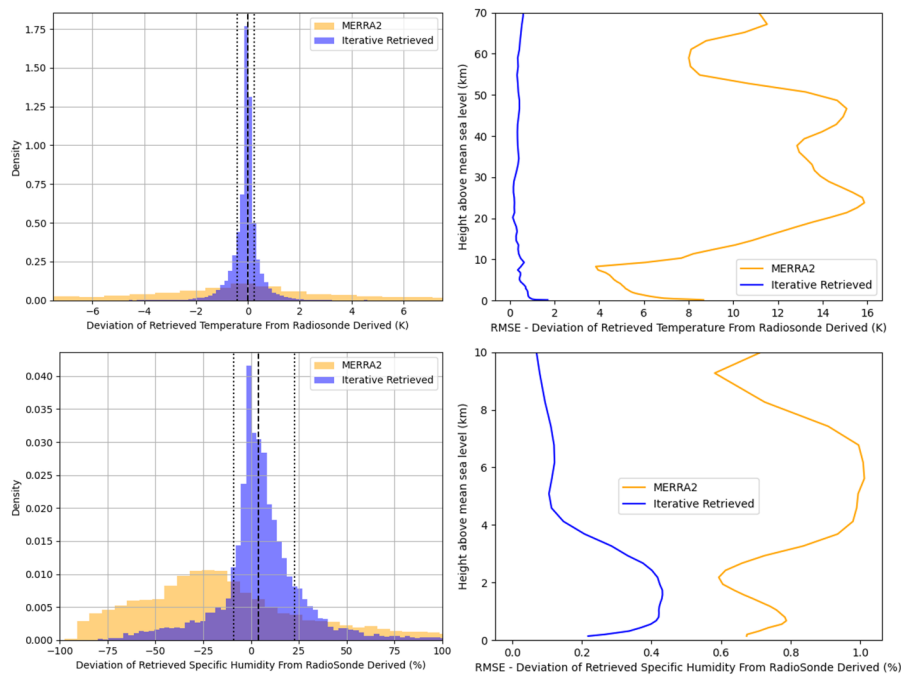 MERRA2
Iterative Retrieved
1.75
1.50
1.25
1.00
0.75
0.50
0.25
0.00
Density
−6 −4 −2 0 2 4 6
Deviation of Retrieved Temperature From Radiosonde Derived (K)
70
60
50
40
30
20
10
0
Height above mean sea level (km)
MERRA2
Iterative Retrieved
0 2 4 6 8 10 12 14 16
RMSE - Deviation of Retrieved Temperature From Radiosonde Derived (K)
MERRA2
Iterative Retrieved
0.040
0.035
0.030
0.025
0.020
0.015
0.010
0.005
0.000
Density
−100 −75 −50 −25 0 25 50 75 100
Deviation of Retrieved Specific Humidity From RadioSonde Derived (%)
10
8
6
4
2
0
Height above mean sea level (km)
MERRA2
Iterative Retrieved
0.0 0.2 0.4 0.6 0.8 1.0
RMSE - Deviation of Retrieved Specific Humidity From RadioSonde Derived (%)